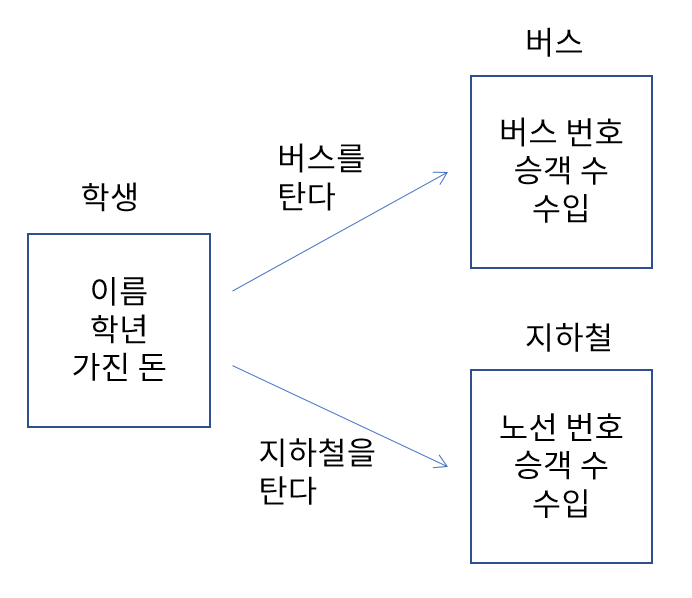 학생
이름
학년
가진 돈
버스를
탄다
지하철을
탄다
버스
버스 번호
승객 수
수입
지하철
노선 번호
승객 수
수입